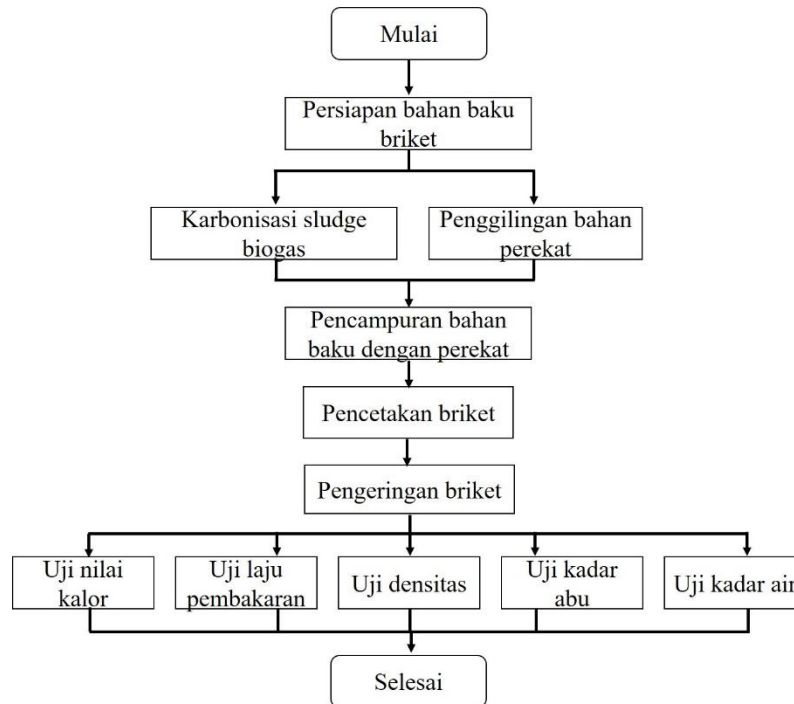 Mulai
Persiapan bahan baku
briket
Karbonisasi sludge
biogas
Penggilingan bahan
perekat
Pencampuran bahan
baku dengan perekat
Pencetakan briket
Pengeringan briket
Uji nilai
kalor
Uji laju
pembakaran
Uji densitas
Uji kadar
abu
Uji kadar air
Selesai